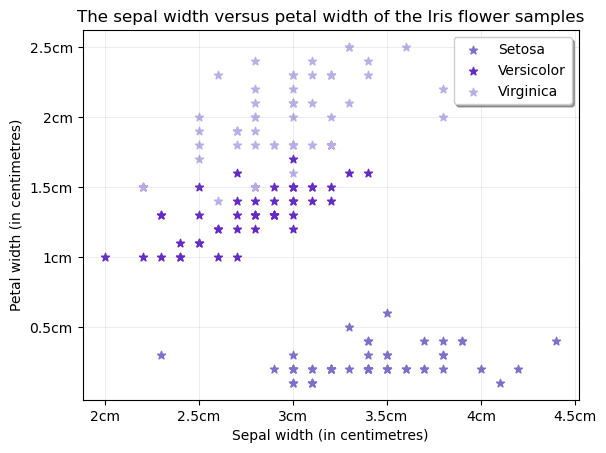 The sepal width versus petal width of the Iris flower samples
Setosa
Versicolor
Virginica
2.5cm
2cm
1.5cm
1cm
0.5cm
Petal width (in centimetres)
2cm
2.5cm
3cm
3.5cm
4cm
4.5cm
Sepal width (in centimetres)